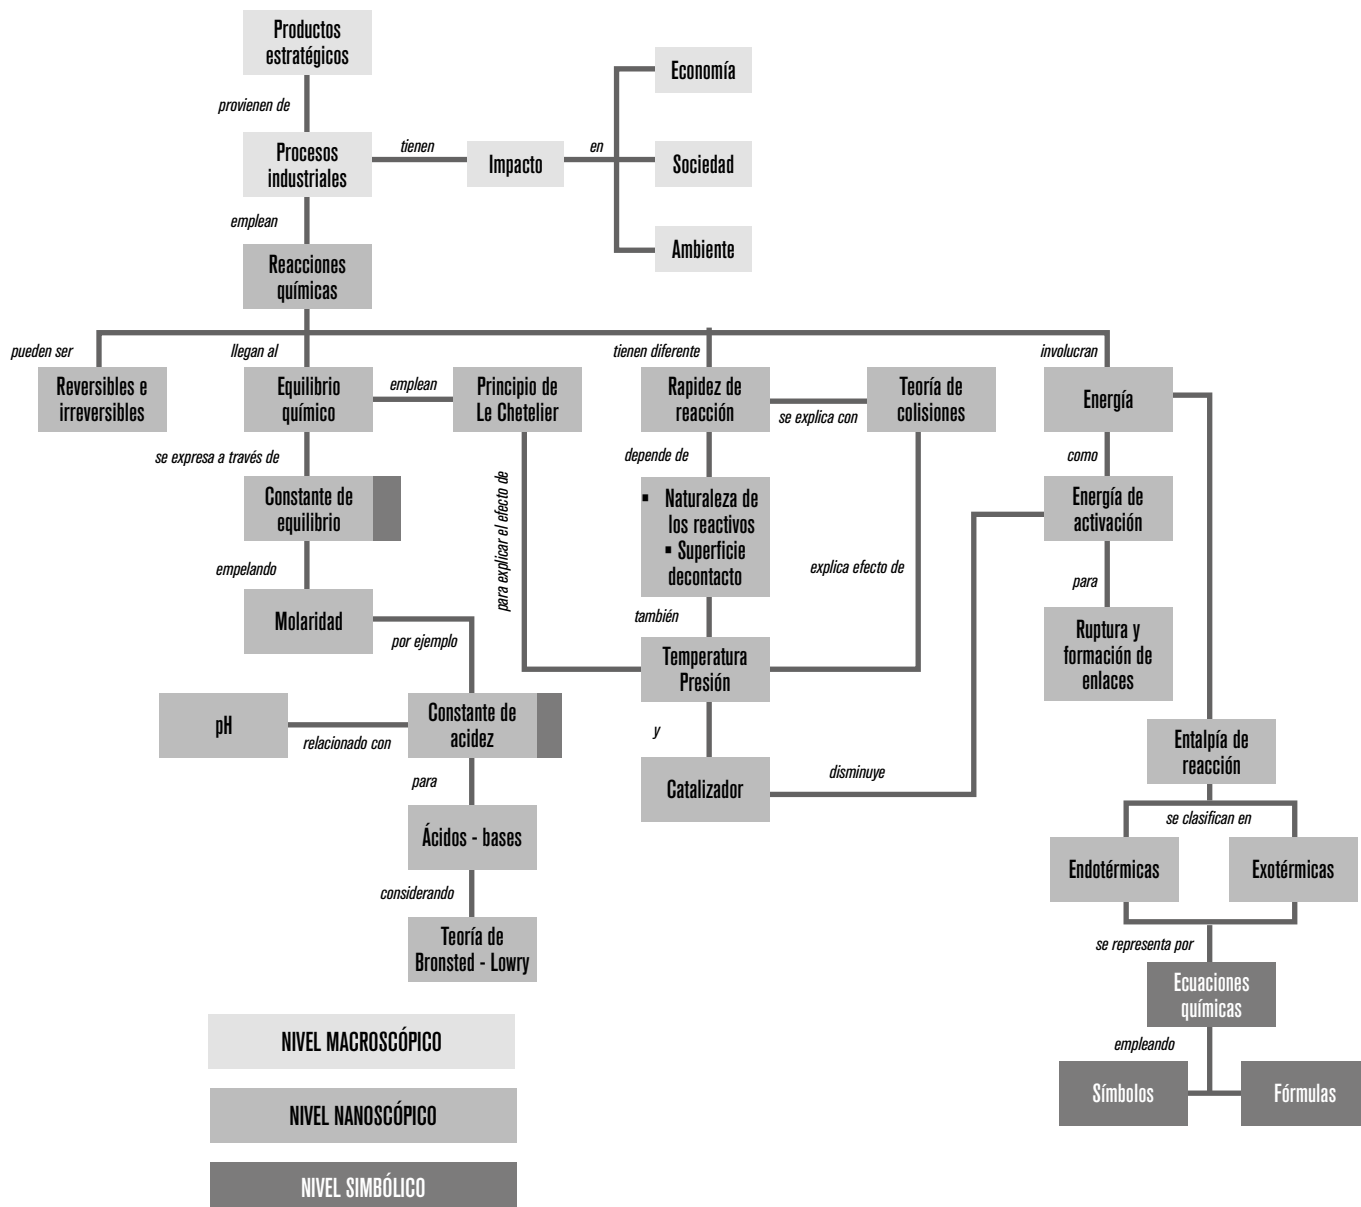 Productos
estratégicos
provienen de
Procesos
industriales
tienen
Impacto
en
Economía
Sociedad
Ambiente
emplean
Reacciones
químicas
pueden ser
Reversibles e
irreversibles
llegan al
Equilibrio
químico
emplean
Principio de
Le Chetelier
tienen diferente
Rapidez de
reacción
se explica con
Teoría de
colisiones
involucran
Energía
se expresa a través de
Constante de
equilibrio
empelando
Molaridad
por ejemplo
Constante de
acidez
relacionado con
pH
para
Ácidos - bases
considerando
Teoría de
Bronsted - Lowry
para explicar el efecto de
depende de
▪ Naturaleza de
los reactivos
▪ Superficie
decontacto
también
Temperatura
Presión
explica efecto de
y
Catalizador
disminuye
como
Energía de
activación
para
Ruptura y
formación de
enlaces
Entalpía de
reacción
se clasifican en
Endotérmicas
Exotérmicas
se representa por
Ecuaciones
químicas
empleando
Símbolos
Fórmulas
NIVEL MACROSCÓPICO
NIVEL NANOSCÓPICO
NIVEL SIMBÓLICO